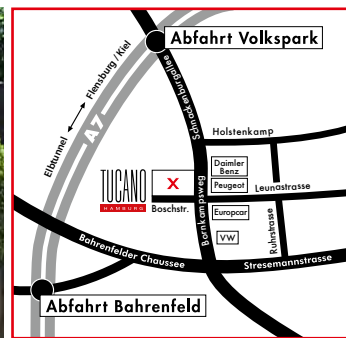 Abfahrt Volkspark
Flensburg/Kiel
Elbtunnel
A7
Schnackenburgallee
Holstenkamp
Daimler
Benz
Peugeot
Leunastrasse
TUCANO
HAMBURG
X
Boschstr.
Bornkampsweg
Europcar
VW
Ruhrstrasse
Bahrenfelder Chaussee
Stresemannstrasse
Abfahrt Bahrenfeld